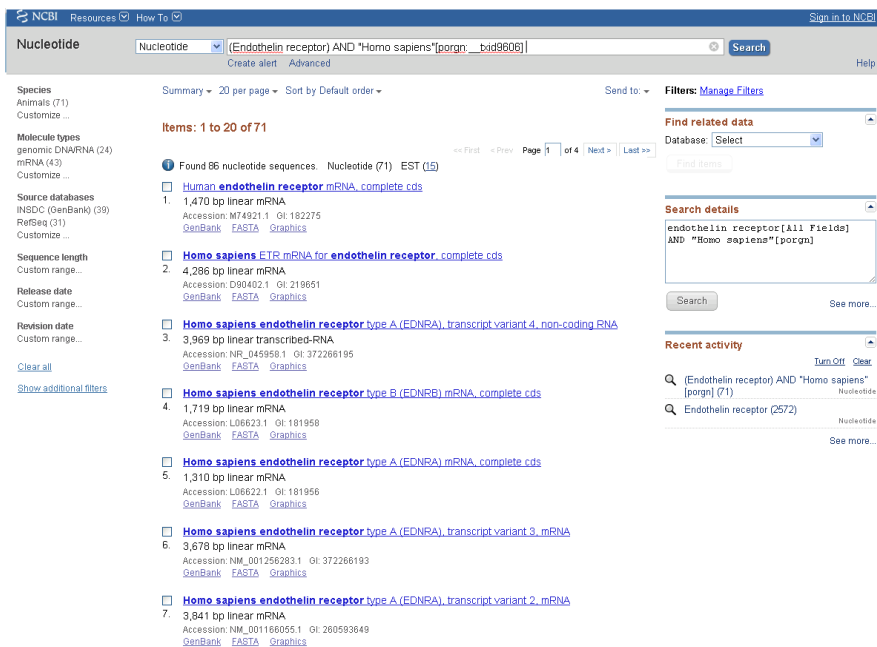 NCBI Resources How To Sign in to NCBI
Nucleotide Nucleotide (Endothelin receptor) AND "Homo sapiens"[porgn:__txid9606] Search
Create alert Advanced Help
Species
Animals (71)
Customize ...
Molecule types
genomic DNA/RNA (24)
mRNA (43)
Customize ...
Source databases
INSDC (GenBank) (39)
RefSeq (31)
Customize ...
Sequence length
Custom range...
Release date
Custom range...
Revision date
Custom range...
Clear all
Show additional filters
Summary 20 per page Sort by Default order Send to:
Items: 1 to 20 of 71
<< First < Prev Page 1 of 4 Next > Last >>
Found 86 nucleotide sequences. Nucleotide (71) EST (15)
Human endothelin receptor mRNA, complete cds
1. 1,470 bp linear mRNA
Accession: M74921.1 GI: 182275
GenBank FASTA Graphics
Homo sapiens ETR mRNA for endothelin receptor, complete cds
2. 4,286 bp linear mRNA
Accession: D90402.1 GI: 219651
GenBank FASTA Graphics
Homo sapiens endothelin receptor type A (EDNRA), transcript variant 4, non-coding RNA
3. 3,969 bp linear transcribed-RNA
Accession: NR_045958.1 GI: 372266195
GenBank FASTA Graphics
Homo sapiens endothelin receptor type B (EDNRB) mRNA, complete cds
4. 1,719 bp linear mRNA
Accession: L06623.1 GI: 181958
GenBank FASTA Graphics
Homo sapiens endothelin receptor type A (EDNRA) mRNA, complete cds
5. 1,310 bp linear mRNA
Accession: L06622.1 GI: 181956
GenBank FASTA Graphics
Homo sapiens endothelin receptor type A (EDNRA), transcript variant 3, mRNA
6. 3,678 bp linear mRNA
Accession: NM_001256283.1 GI: 372266193
GenBank FASTA Graphics
Homo sapiens endothelin receptor type A (EDNRA), transcript variant 2, mRNA
7. 3,841 bp linear mRNA
Accession: NM_001166055.1 GI: 260593649
GenBank FASTA Graphics
Filters: Manage Filters
Find related data
Database: Select
Find items
Search details
endothelin receptor[All Fields]
AND "Homo sapiens"[porgn]
Search See more...
Recent activity
Turn Off Clear
(Endothelin receptor) AND "Homo sapiens"
[porgn] (71) Nucleotide
Endothelin receptor (2572)
Nucleotide
See more...